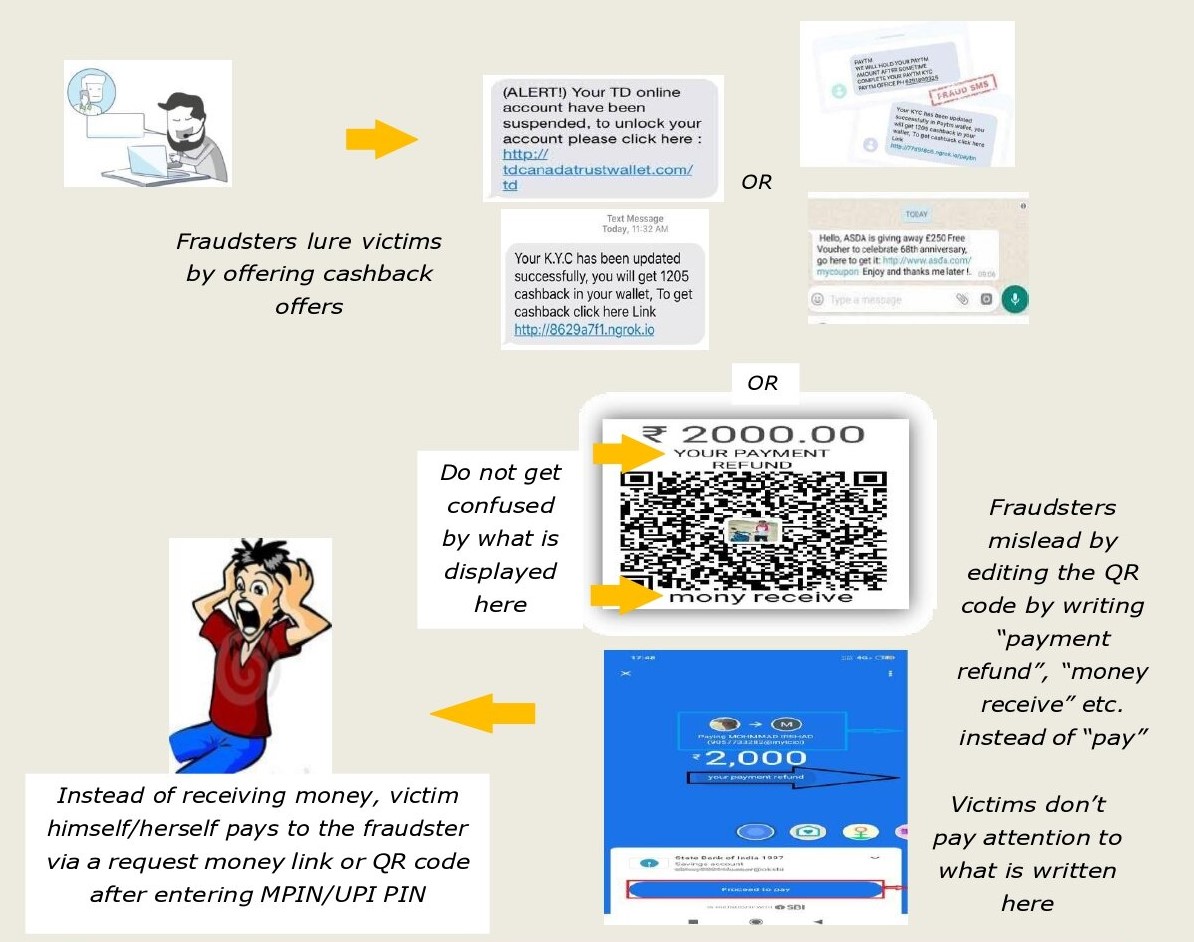 Fraudsters lure victims
by offering cashback
offers
(ALERT!) Your TD online
account have been
suspended, to unlock your
account please click here :
http://
tdcanadatrustwallet.com/
td
Text Message
Today, 11:32 AM
Your K.Y.C has been updated
successfully, you will get 1205
cashback in your wallet, To get
cashback click here Link
http://8629a7f1.ngrok.io
OR
PAYTM
WE WILL HOLD YOUR PAYTM
AMOUNT AFTER SOMETIME
COMPLETE YOUR PAYTM KYC
PAYTM OFFICE PH
FRAUD SMS
Your KYC has been updated
successfully in Paytm wallet, you
will get 1205 cashback in your
wallet, To get cashback click here
Link
TODAY
Hello, ASDA is giving away £250 Free
Voucher to celebrate 68th anniversary,
go here to get it: http://www.asda.com/
mycoupon Enjoy and thanks me later !.
09:06
Type a message
OR
Do not get
confused
by what is
displayed
here
₹ 2000.00
YOUR PAYMENT
REFUND
mony receive
Fraudsters
mislead by
editing the QR
code by writing
“payment
refund”, “money
receive” etc.
instead of “pay”
17:48
4G+
M
Paying MOHMMAD IRSHAD
₹2,000
your payment refund
State Bank of India 1997
Savings account
Proceed to pay
IN PARTNERSHIP WITH SBI
Victims don’t
pay attention to
what is written
here
Instead of receiving money, victim
himself/herself pays to the fraudster
via a request money link or QR code
after entering MPIN/UPI PIN